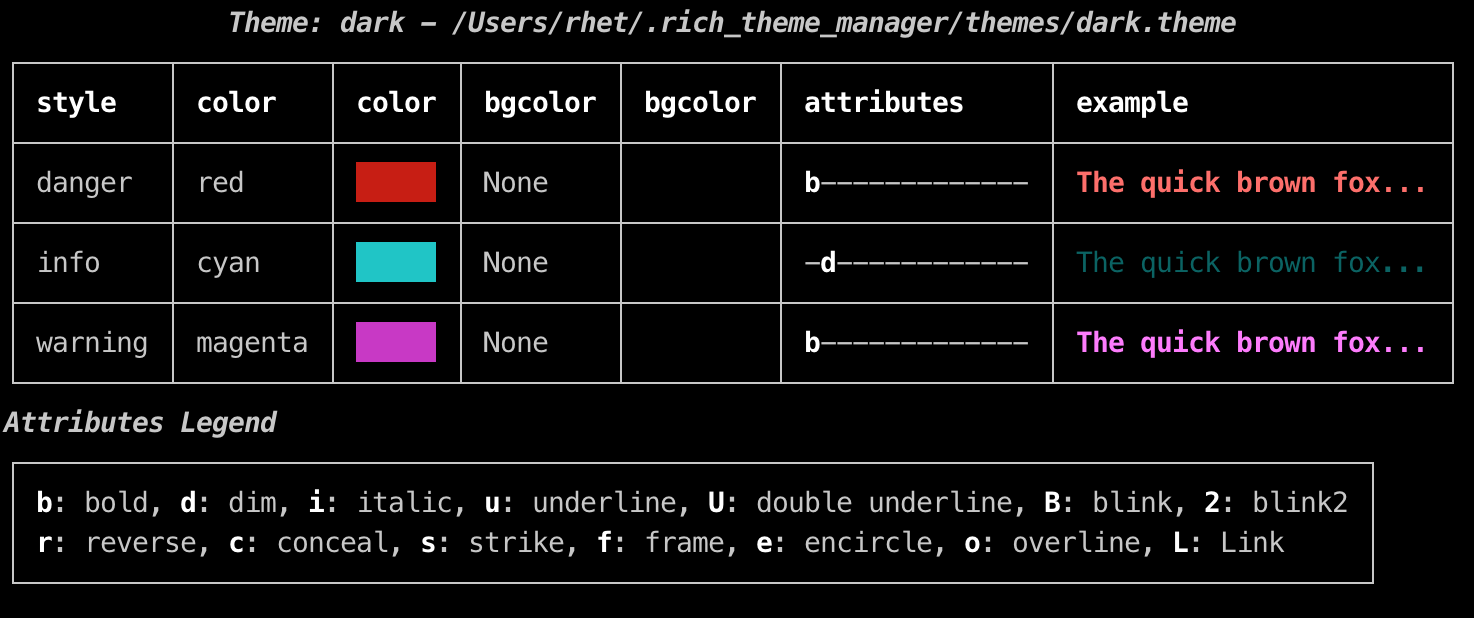 Theme: dark – /Users/rhet/.rich_theme_manager/themes/dark.theme
style color color bgcolor bgcolor attributes example
danger red None b───────────── The quick brown fox...
info cyan None ─d──────────── The quick brown fox...
warning magenta None b───────────── The quick brown fox...
Attributes Legend
b: bold, d: dim, i: italic, u: underline, U: double underline, B: blink, 2: blink2
r: reverse, c: conceal, s: strike, f: frame, e: encircle, o: overline, L: Link